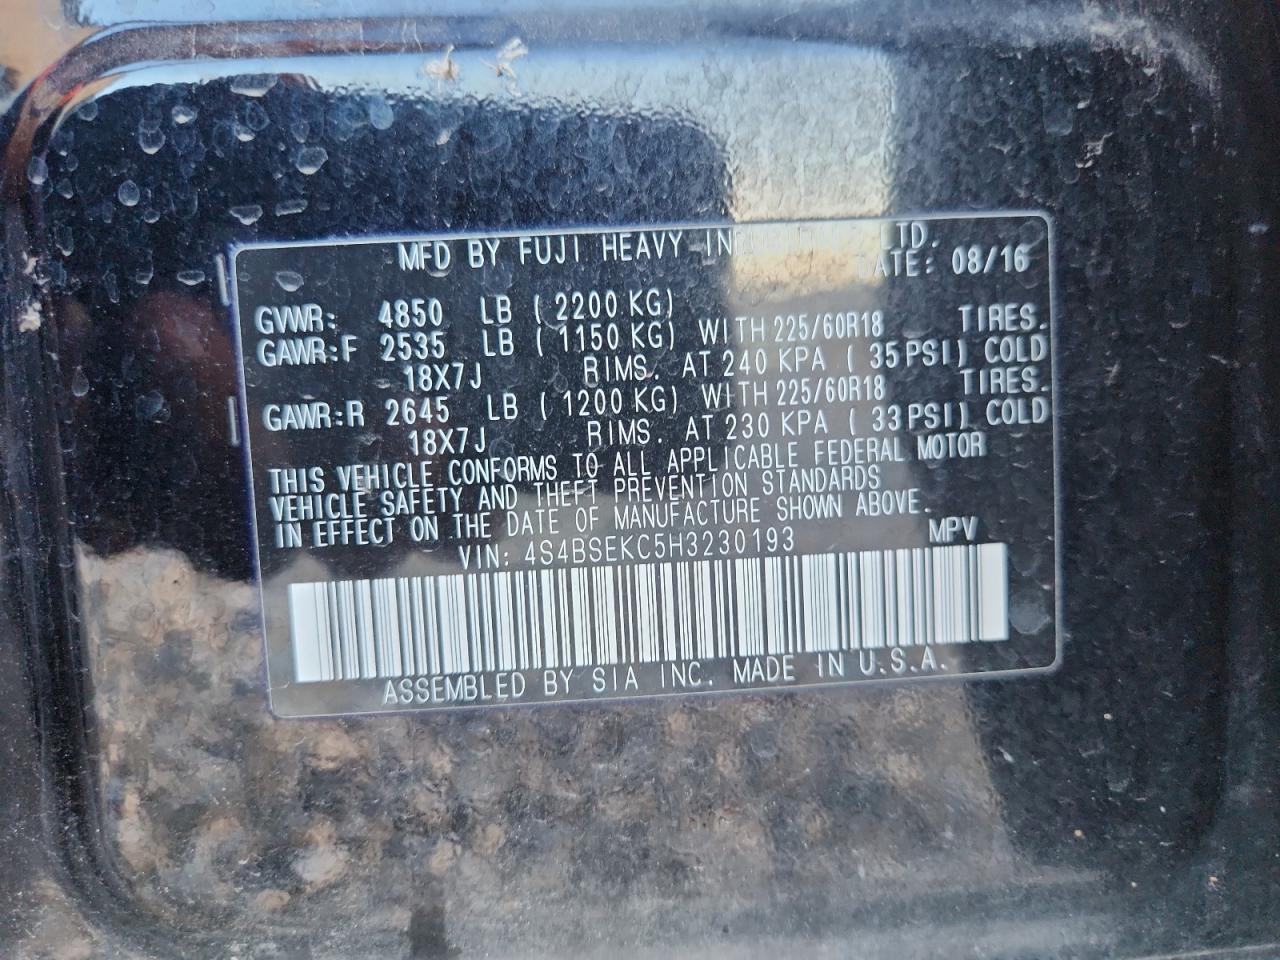 MFD BY FUJI HEAVY INDUSTRIES LTD.
DATE: 08/16
GVWR: 4850 LB ( 2200 KG)
GAWR:F 2535 LB ( 1150 KG) WITH 225/60R18 TIRES.
18X7J RIMS. AT 240 KPA ( 35 PSI) COLD
GAWR:R 2645 LB ( 1200 KG) WITH 225/60R18 TIRES.
18X7J RIMS. AT 230 KPA ( 33 PSI) COLD
THIS VEHICLE CONFORMS TO ALL APPLICABLE FEDERAL MOTOR
VEHICLE SAFETY AND THEFT PREVENTION STANDARDS
IN EFFECT ON THE DATE OF MANUFACTURE SHOWN ABOVE.
VIN: 4S4BSEKC5H3230193 MPV
ASSEMBLED BY SIA INC. MADE IN U.S.A.